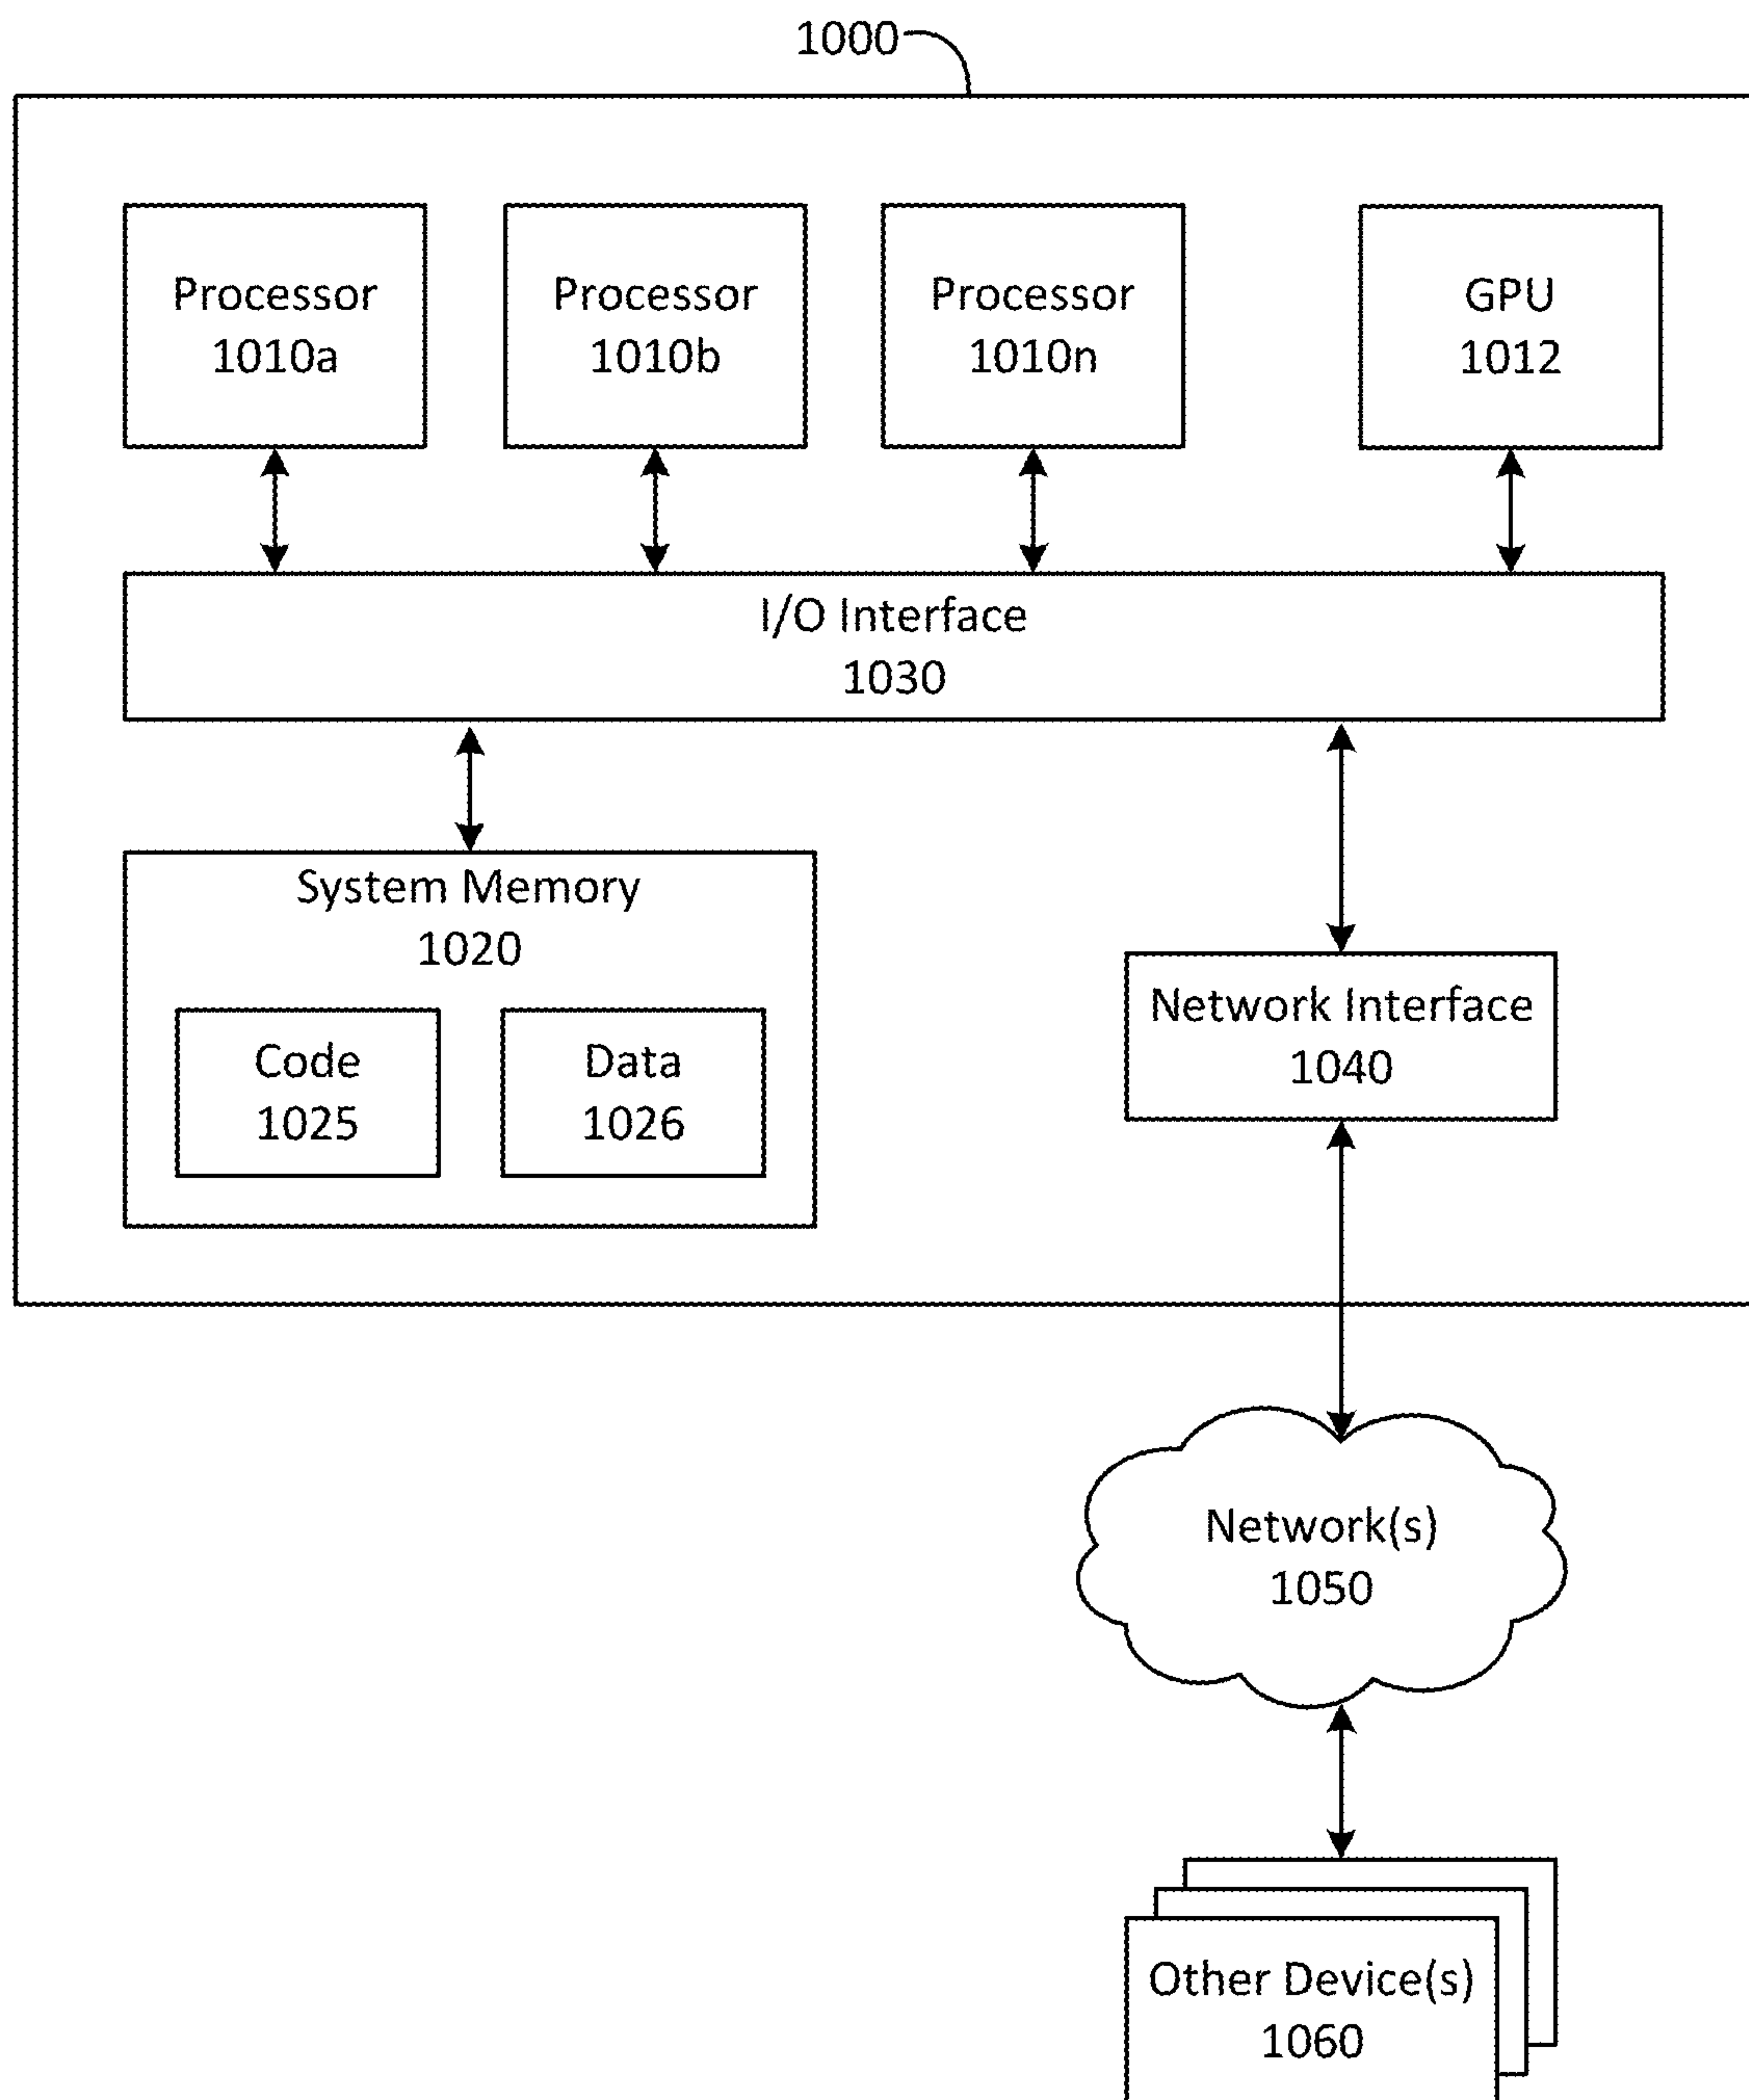 1000
Processor
1010a
Processor
1010b
Processor
1010n
GPU
1012
I/O Interface
1030
System Memory
1020
Code
1025
Data
1026
Network Interface
1040
Network(s)
1050
Other Device(s)
1060